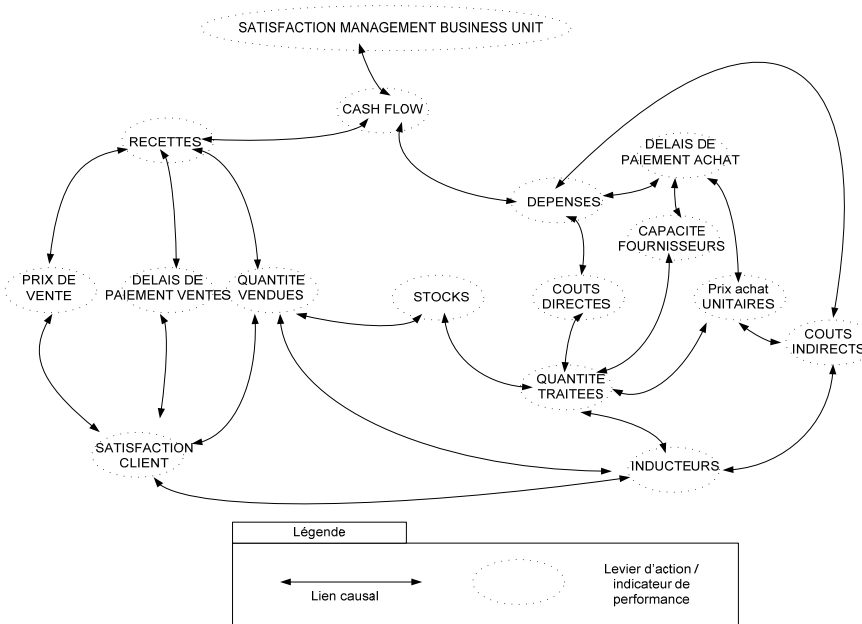 SATISFACTION MANAGEMENT BUSINESS UNIT
CASH FLOW
RECETTES
DELAIS DE
PAIEMENT ACHAT
DEPENSES
CAPACITE
FOURNISSEURS
PRIX DE
VENTE
DELAIS DE
PAIEMENT VENTES
QUANTITE
VENDUES
STOCKS
COUTS
DIRECTES
Prix achat
UNITAIRES
COUTS
INDIRECTS
QUANTITE
TRAITEES
SATISFACTION
CLIENT
INDUCTEURS
Légende
Lien causal
Levier d'action /
indicateur de
performance